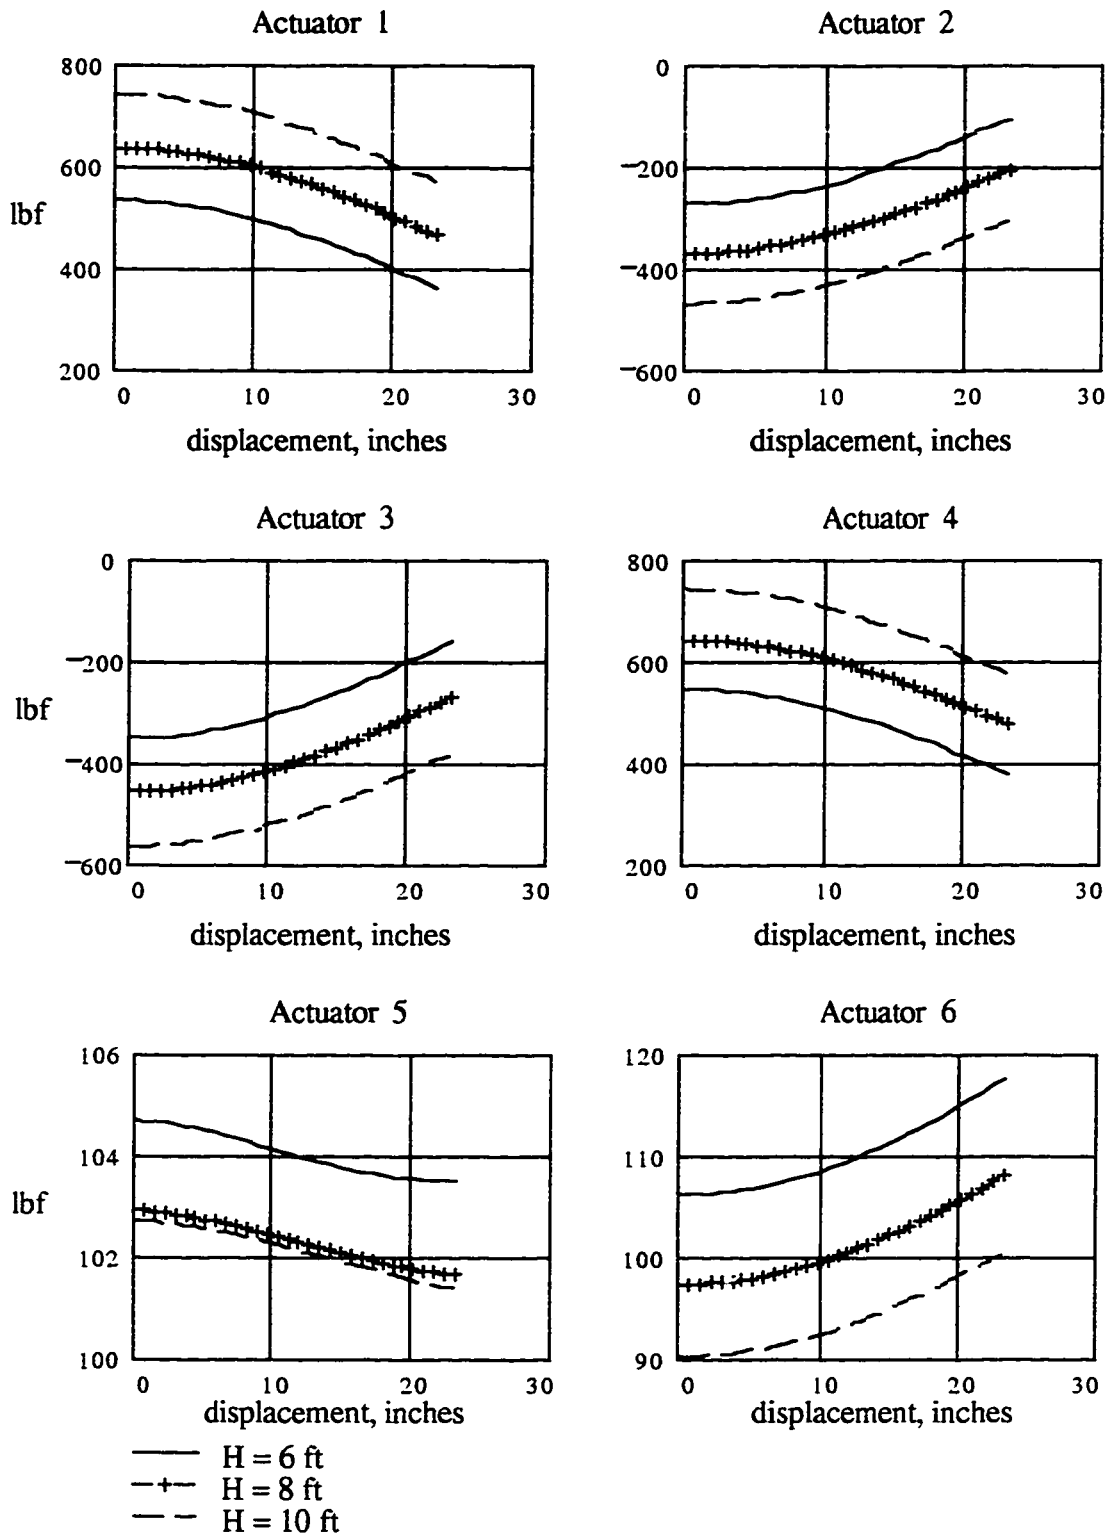 Actuator 1
800
600
lbf
400
200
0 10 20 30
displacement, inches
Actuator 2
0
−200
−400
−600
0 10 20 30
displacement, inches
Actuator 3
0
−200
lbf
−400
−600
0 10 20 30
displacement, inches
Actuator 4
800
600
400
200
0 10 20 30
displacement, inches
Actuator 5
106
104
lbf
102
100
0 10 20 30
displacement, inches
Actuator 6
120
110
100
90
0 10 20 30
displacement, inches
H = 6 ft
H = 8 ft
H = 10 ft